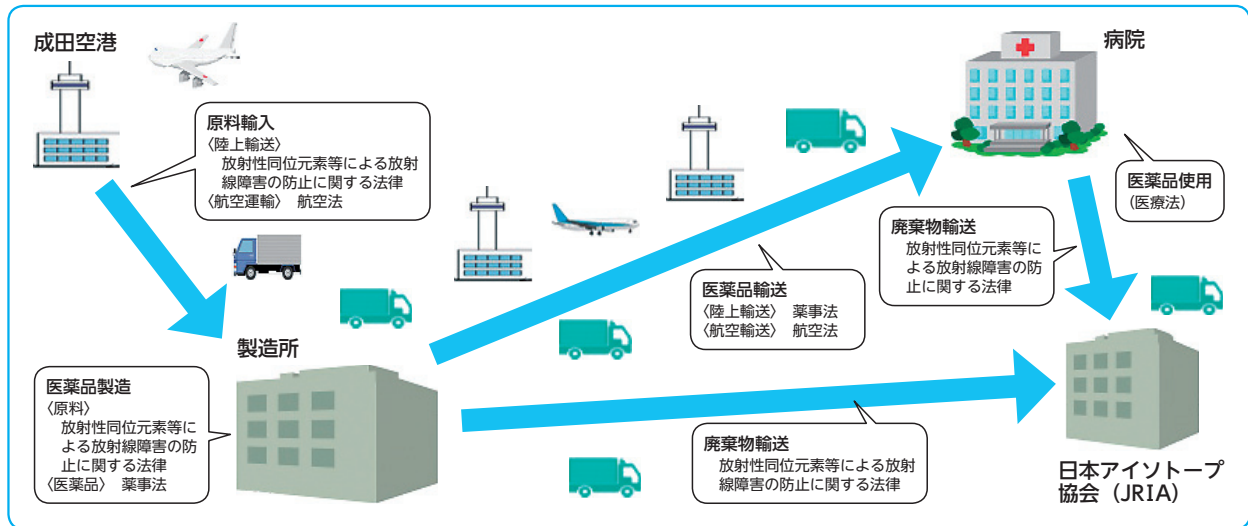 成田空港
原料輸入
〈陸上輸送〉
放射性同位元素等による放射
線障害の防止に関する法律
〈航空運輸〉 航空法
病院
医薬品使用
（医療法）
廃棄物輸送
放射性同位元素等に
よる放射線障害の防
止に関する法律
医薬品輸送
〈陸上輸送〉 薬事法
〈航空輸送〉 航空法
製造所
医薬品製造
〈原料〉
放射性同位元素等に
よる放射線障害の防
止に関する法律
〈医薬品〉 薬事法
廃棄物輸送
放射性同位元素等による放射
線障害の防止に関する法律
日本アイソトープ
協会（JRIA）